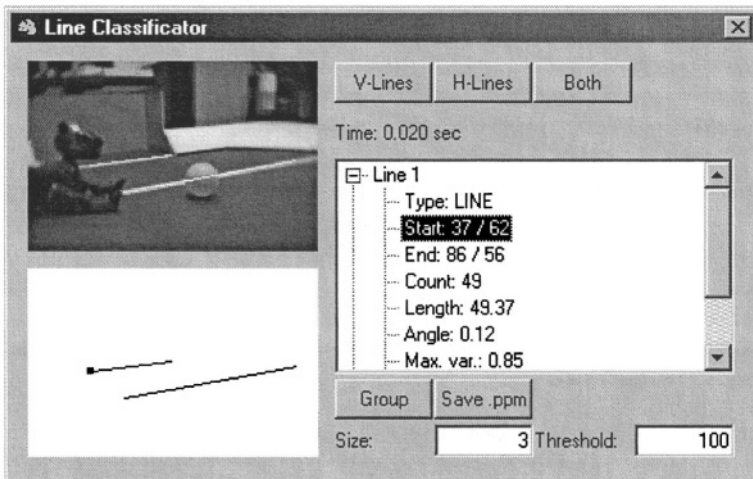 Line Classificator
V-Lines H-Lines Both
Time: 0.020 sec
Line 1
Type: LINE
Start: 37 / 62
End: 86 / 56
Count: 49
Length: 49.37
Angle: 0.12
Max. var.: 0.85
Group Save .ppm
Size: 3 Threshold: 100